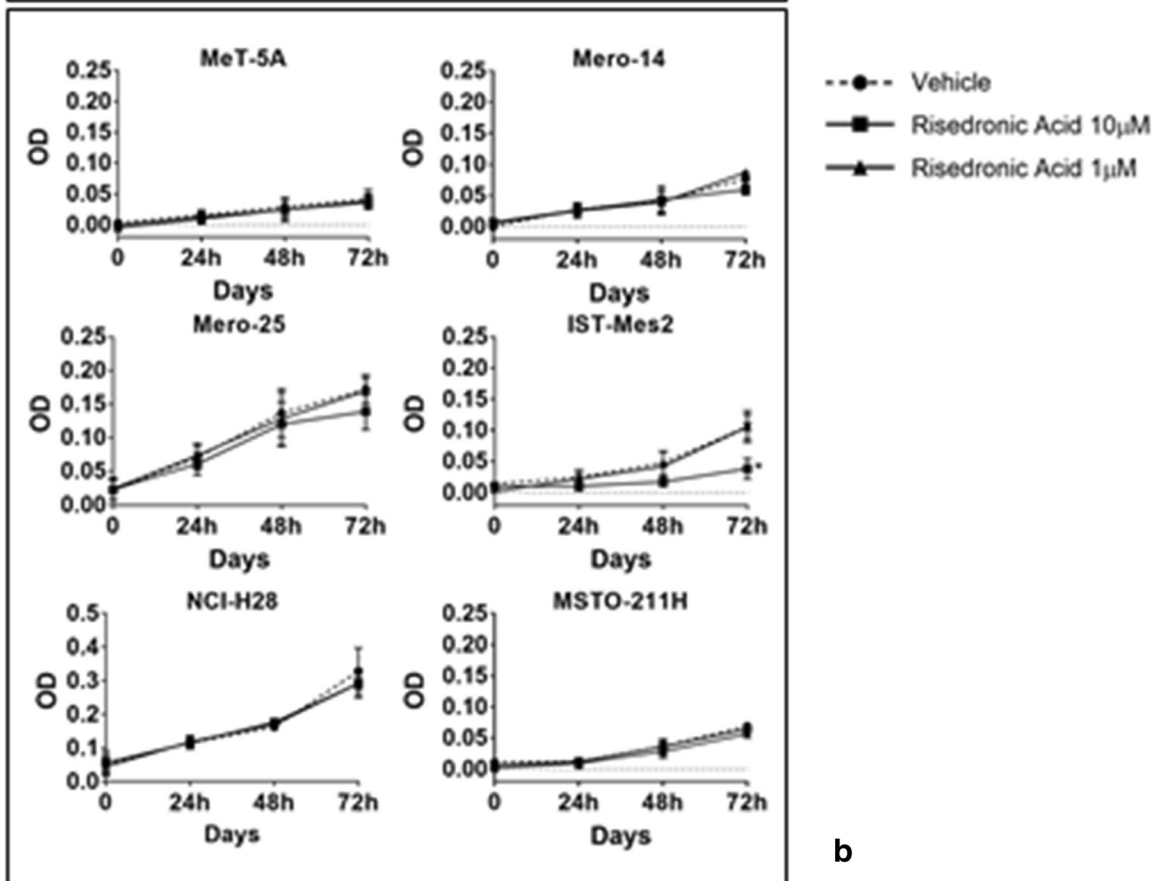 MeT-5A
0.25
0.20
0.15
0.10
0.05
0.00
OD
0 24h 48h 72h
Days
Mero-14
0.25
0.20
0.15
0.10
0.05
0.00
OD
0 24h 48h 72h
Days
Vehicle
Risedronic Acid 10μM
Risedronic Acid 1μM
Mero-25
0.25
0.20
0.15
0.10
0.05
0.00
OD
0 24h 48h 72h
Days
IST-Mes2
0.25
0.20
0.15
0.10
0.05
0.00
OD
*
0 24h 48h 72h
Days
NCI-H28
0.5
0.4
0.3
0.2
0.1
0.0
OD
0 24h 48h 72h
Days
MSTO-211H
0.25
0.20
0.15
0.10
0.05
0.00
OD
0 24h 48h 72h
Days
b